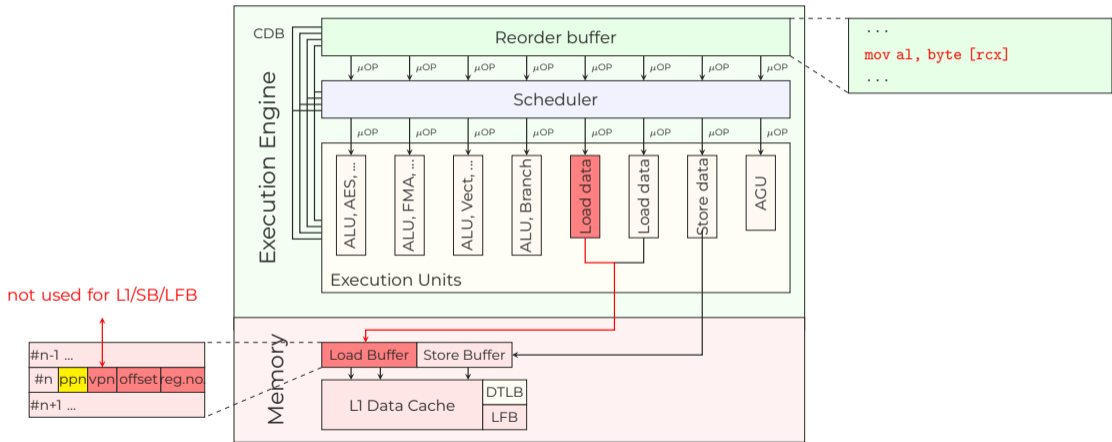 CDB
Reorder buffer
...
mov al, byte [rcx]
...
μOP μOP μOP μOP μOP μOP μOP μOP
Scheduler
μOP μOP μOP μOP μOP μOP μOP μOP
Execution Engine
ALU, AES, ...
ALU, FMA, ...
ALU, Vect, ...
ALU, Branch
Load data
Load data
Store data
AGU
Execution Units
not used for L1/SB/LFB
Memory
#n-1 ...
#n ppn vpn offset reg.no.
#n+1 ...
Load Buffer Store Buffer
L1 Data Cache
DTLB
LFB